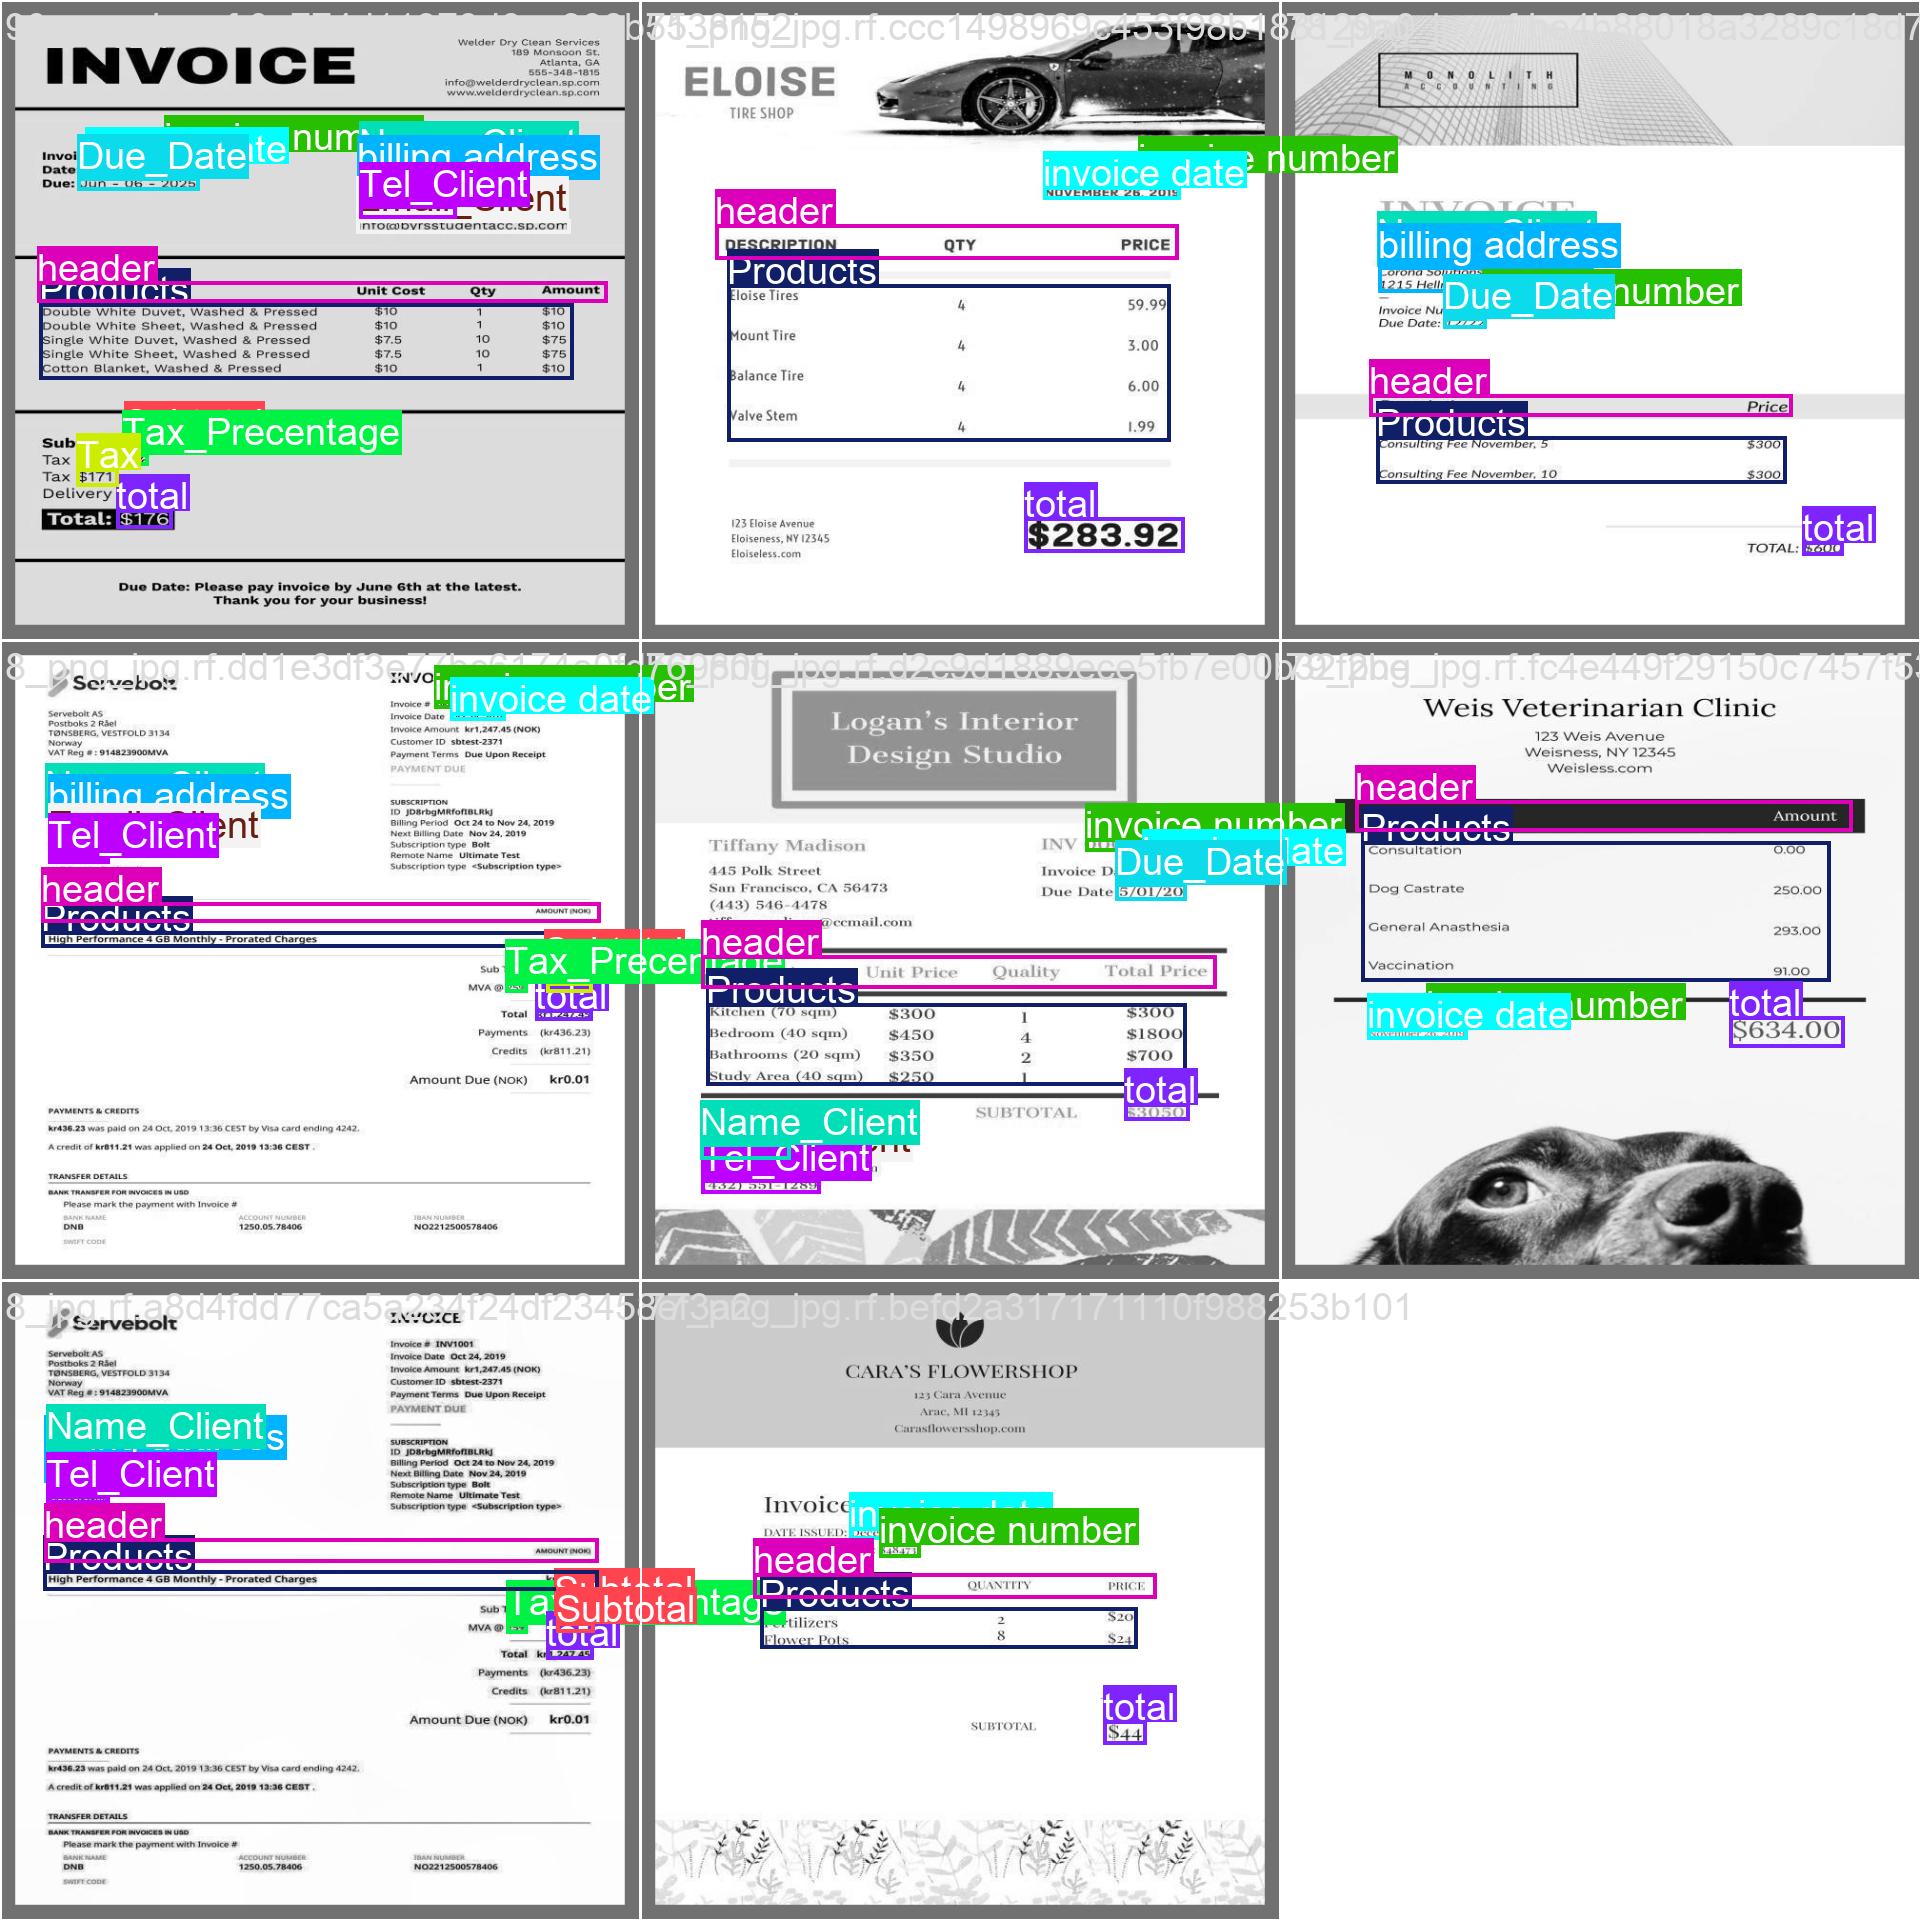 INVOICE
Welder Dry Clean Services
189 Monsoon St.
Atlanta, GA
555-348-1815
info@welderdryclean.sp.com
www.welderdryclean.sp.com
Due_Date
billing address
Tel_Client
Due: Jun - 06 - 2025
info@byrsstudentacc.sp.com
header
Products
Unit Cost Qty Amount
Double White Duvet, Washed & Pressed $10 1 $10
Double White Sheet, Washed & Pressed $10 1 $10
Single White Duvet, Washed & Pressed $7.5 10 $75
Single White Sheet, Washed & Pressed $7.5 10 $75
Cotton Blanket, Washed & Pressed $10 1 $10
Tax_Precentage
Tax
Tax
Tax $171
Delivery
total
Total: $176
Due Date: Please pay invoice by June 6th at the latest.
Thank you for your business!
ELOISE
TIRE SHOP
invoice date
number
NOVEMBER 26, 2019
header
DESCRIPTION QTY PRICE
Products
Eloise Tires 4 59.99
Mount Tire 4 3.00
Balance Tire 4 6.00
Valve Stem 4 1.99
total
$283.92
123 Eloise Avenue
Eloiseness, NY 12345
Eloiseless.com
MONOLITH
ACCOUNTING
INVOICE
billing address
Corona Solutions
1215
Due_Date
number
Due Date:
header
Price
Products
Consulting Fee November, 5 $300
Consulting Fee November, 10 $300
total
TOTAL: $600
Servebolt
Servebolt AS
Postboks 2 Råel
TØNSBERG, VESTFOLD 3134
Norway
VAT Reg # : 914823900MVA
invoice date
Invoice #
Invoice Date
Invoice Amount kr1,247.45 (NOK)
Customer ID sbtest-2371
Payment Terms Due Upon Receipt
PAYMENT DUE
billing address
Tel_Client
SUBSCRIPTION
ID JD8rbgMRfofIBLRkJ
Billing Period Oct 24 to Nov 24, 2019
Next Billing Date Nov 24, 2019
Subscription type Bolt
Remote Name Ultimate Test
Subscription type <Subscription type>
header
AMOUNT (NOK)
Products
High Performance 4 GB Monthly - Prorated Charges
Sub
MVA @
total
Total kr1,247.45
Payments (kr436.23)
Credits (kr811.21)
Amount Due (NOK) kr0.01
PAYMENTS & CREDITS
kr436.23 was paid on 24 Oct, 2019 13:36 CEST by Visa card ending 4242.
A credit of kr811.21 was applied on 24 Oct, 2019 13:36 CEST .
TRANSFER DETAILS
BANK TRANSFER FOR INVOICES IN USD
Please mark the payment with Invoice #
BANK NAME ACCOUNT NUMBER IBAN NUMBER
DNB 1250.05.78406 NO2212500578406
SWIFT CODE
Logan's Interior
Design Studio
invoice number
Tiffany Madison
445 Polk Street
San Francisco, CA 56473
(443) 546-4478
Due_Date
Due Date 5/01/20
header
Unit Price Quality Total Price
Products
Kitchen (70 sqm) $300 1 $300
Bedroom (40 sqm) $450 4 $1800
Bathrooms (20 sqm) $350 2 $700
Study Area (40 sqm) $250 1
total
SUBTOTAL $3050
Name_Client
Tel_Client
432) 551-1289
Weis Veterinarian Clinic
123 Weis Avenue
Weisness, NY 12345
Weisless.com
header
Amount
Products
Consultation 0.00
Dog Castrate 250.00
General Anasthesia 293.00
Vaccination 91.00
invoice date
total
November 26, 2019
$634.00
Servebolt
INVOICE
Servebolt AS
Postboks 2 Råel
TØNSBERG, VESTFOLD 3134
Norway
VAT Reg # : 914823900MVA
Invoice # INV1001
Invoice Date Oct 24, 2019
Invoice Amount kr1,247.45 (NOK)
Customer ID sbtest-2371
Payment Terms Due Upon Receipt
PAYMENT DUE
Name_Client
Tel_Client
SUBSCRIPTION
ID JD8rbgMRfofIBLRkJ
Billing Period Oct 24 to Nov 24, 2019
Next Billing Date Nov 24, 2019
Subscription type Bolt
Remote Name Ultimate Test
Subscription type <Subscription type>
header
AMOUNT (NOK)
Products
High Performance 4 GB Monthly - Prorated Charges
Subtotal
Subtotal
Sub
MVA @
total
Total kr1,247.45
Payments (kr436.23)
Credits (kr811.21)
Amount Due (NOK) kr0.01
PAYMENTS & CREDITS
kr436.23 was paid on 24 Oct, 2019 13:36 CEST by Visa card ending 4242.
A credit of kr811.21 was applied on 24 Oct, 2019 13:36 CEST .
TRANSFER DETAILS
BANK TRANSFER FOR INVOICES IN USD
Please mark the payment with Invoice #
BANK NAME ACCOUNT NUMBER IBAN NUMBER
DNB 1250.05.78406 NO2212500578406
SWIFT CODE
CARA'S FLOWERSHOP
123 Cara Avenue
Arac, MI 12345
Carasflowersshop.com
Invoice
invoice date
invoice number
DATE ISSUED:
header
QUANTITY PRICE
Products
Fertilizers 2 $20
Flower Pots 8 $24
total
SUBTOTAL $44